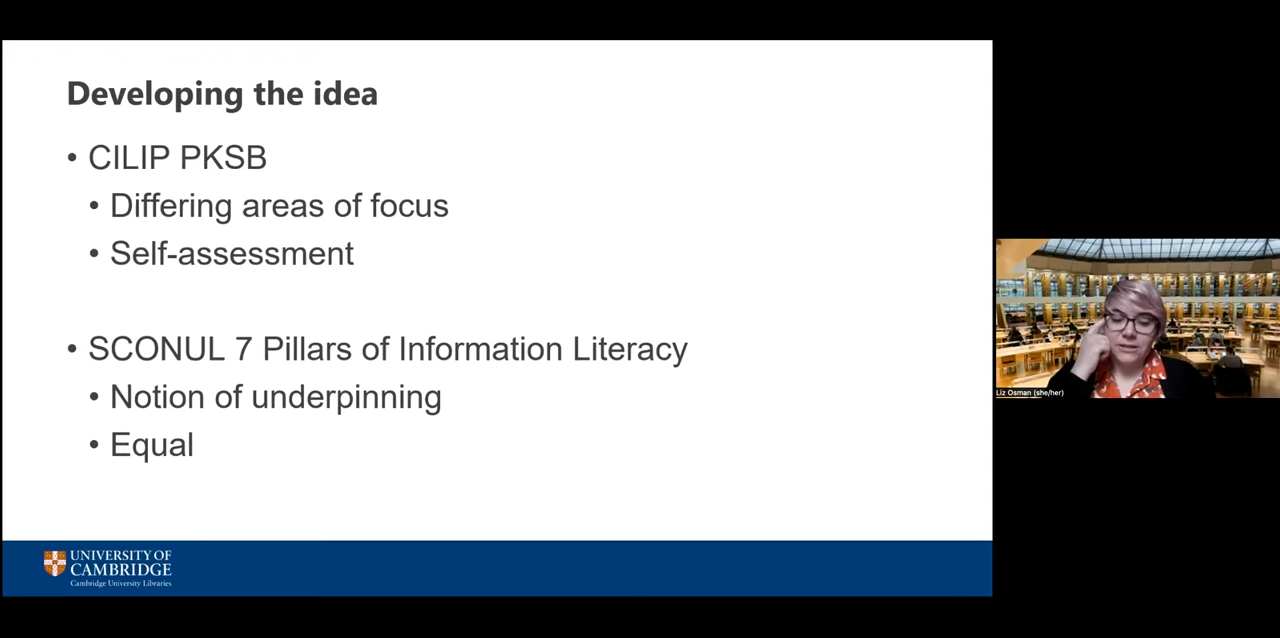 Developing the idea
• CILIP PKSB
• Differing areas of focus
• Self-assessment
• SCONUL 7 Pillars of Information Literacy
• Notion of underpinning
• Equal
Liz Osman (she/her)
UNIVERSITY OF
CAMBRIDGE
Cambridge University Libraries